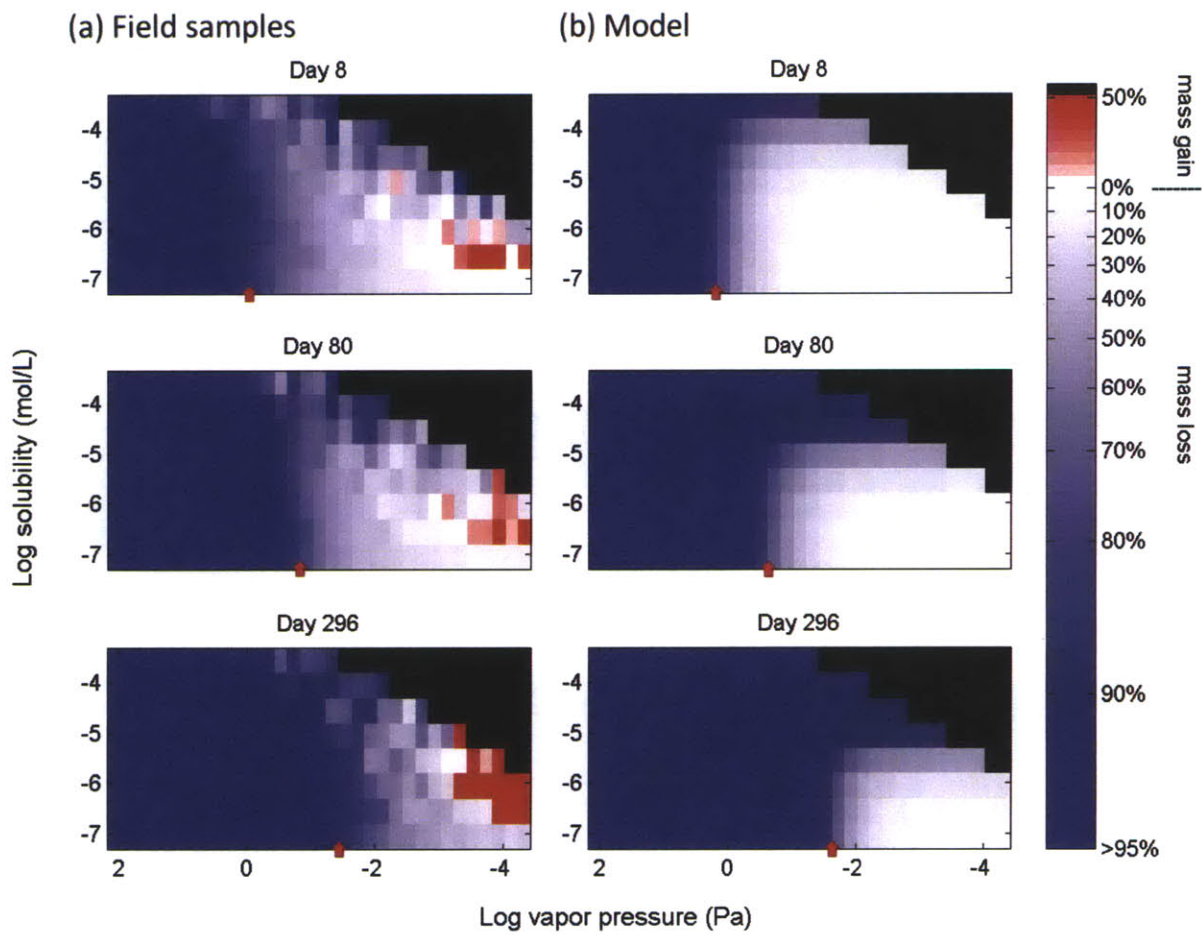 (a) Field samples
(b) Model
Day 8
Day 8
-4
-5
-6
-7
-4
-5
-6
-7
Day 80
Day 80
-4
-5
-6
-7
-4
-5
-6
-7
Day 296
Day 296
-4
-5
-6
-7
-4
-5
-6
-7
2 0 -2 -4
2 0 -2 -4
Log solubility (mol/L)
Log vapor pressure (Pa)
50%
0%
10%
20%
30%
40%
50%
60%
70%
80%
90%
>95%
mass gain
mass loss